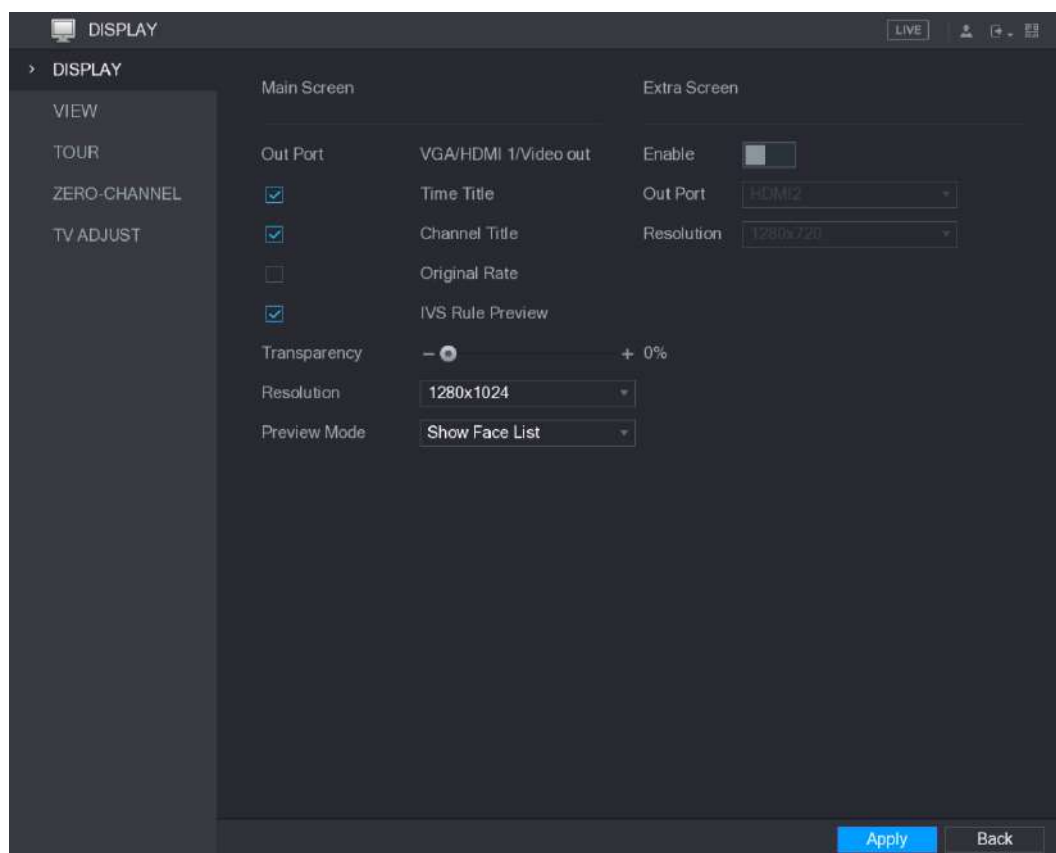 DISPLAY
LIVE
DISPLAY
VIEW
TOUR
ZERO-CHANNEL
TV ADJUST
Main Screen
Out Port VGA/HDMI 1/Video out
Time Title
Channel Title
Original Rate
IVS Rule Preview
Transparency − + 0%
Resolution 1280x1024
Preview Mode Show Face List
Extra Screen
Enable
Out Port HDMI2
Resolution 1280x720
Apply Back